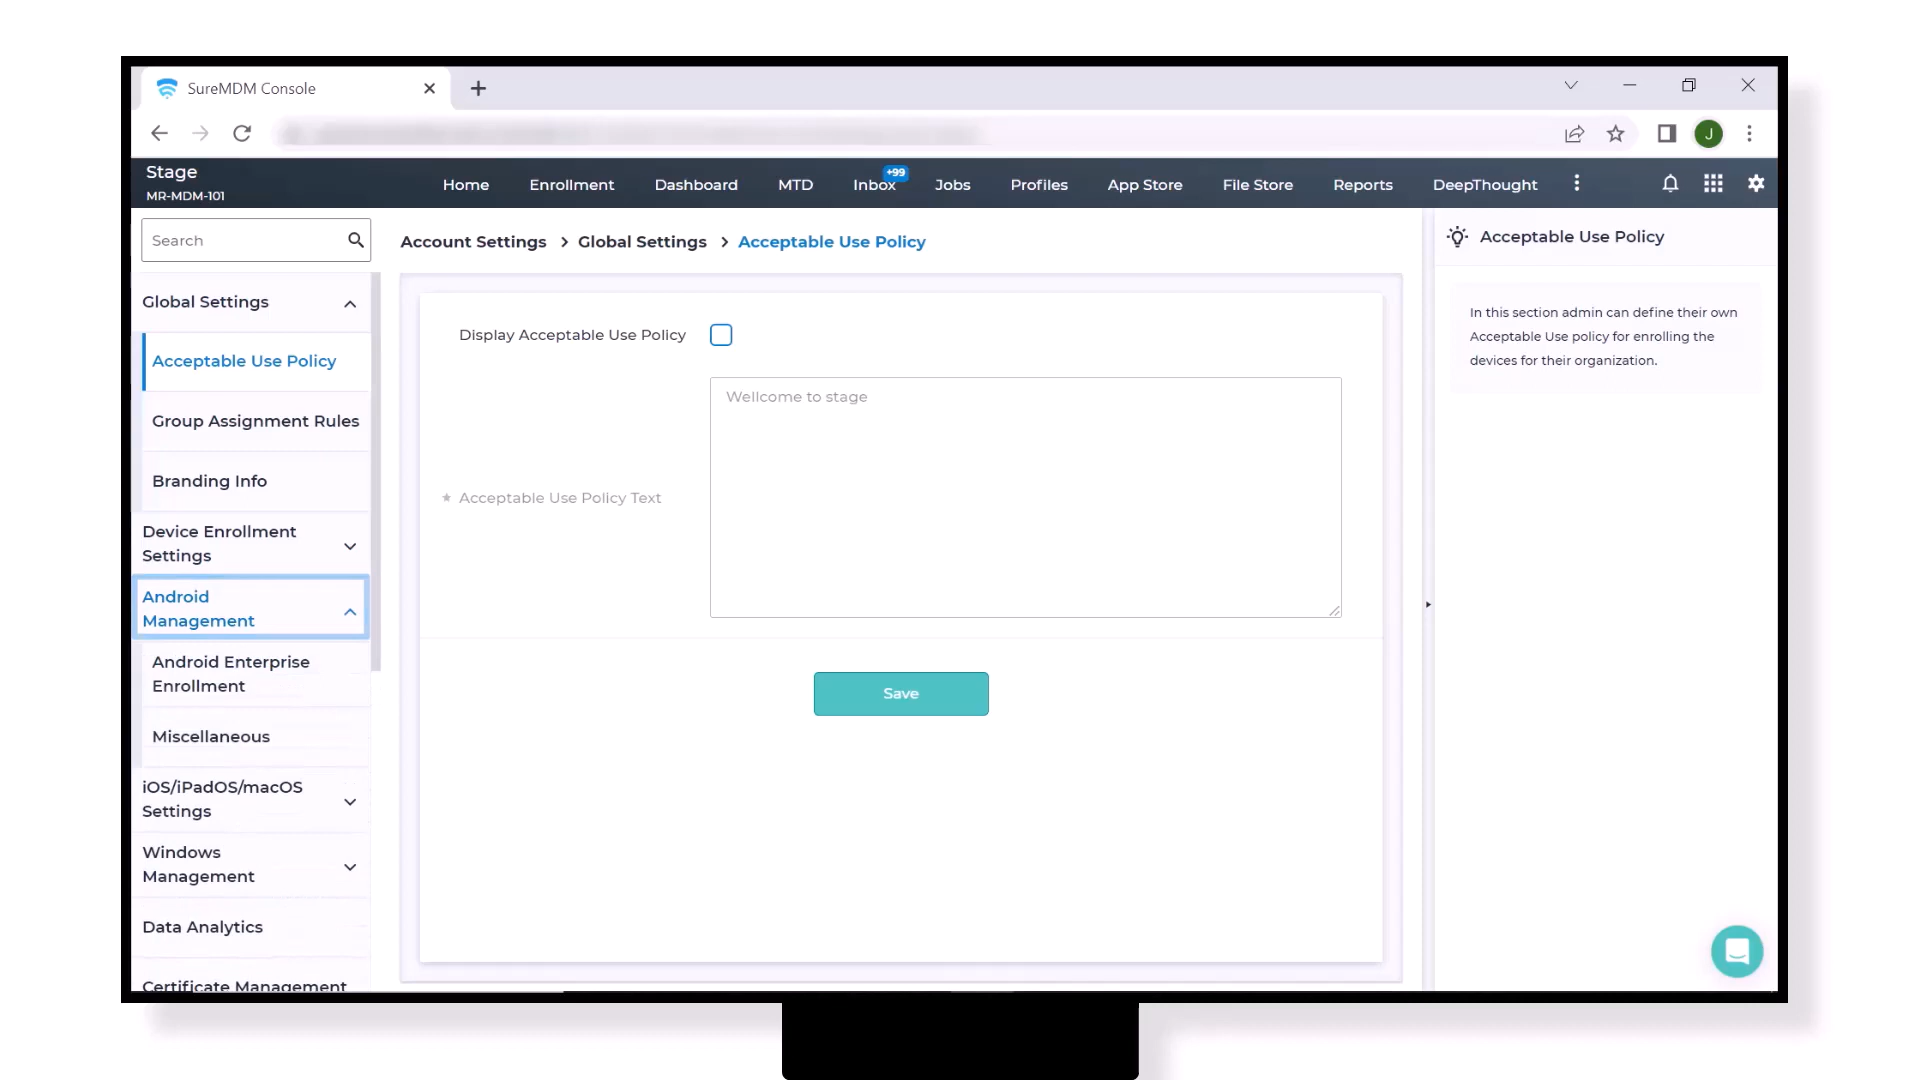 SureMDM Console
J
Stage
MR-MDM-101
Home
Enrollment
Dashboard
MTD
Inbox
+99
Jobs
Profiles
App Store
File Store
Reports
DeepThought
Search
Account Settings > Global Settings > Acceptable Use Policy
Global Settings
Acceptable Use Policy
Group Assignment Rules
Branding Info
Device Enrollment
Settings
Android
Management
Android Enterprise
Enrollment
Miscellaneous
iOS/iPadOS/macOS
Settings
Windows
Management
Data Analytics
Certificate Management
Display Acceptable Use Policy
Wellcome to stage
* Acceptable Use Policy Text
Save
Acceptable Use Policy
In this section admin can define their own
Acceptable Use policy for enrolling the
devices for their organization.